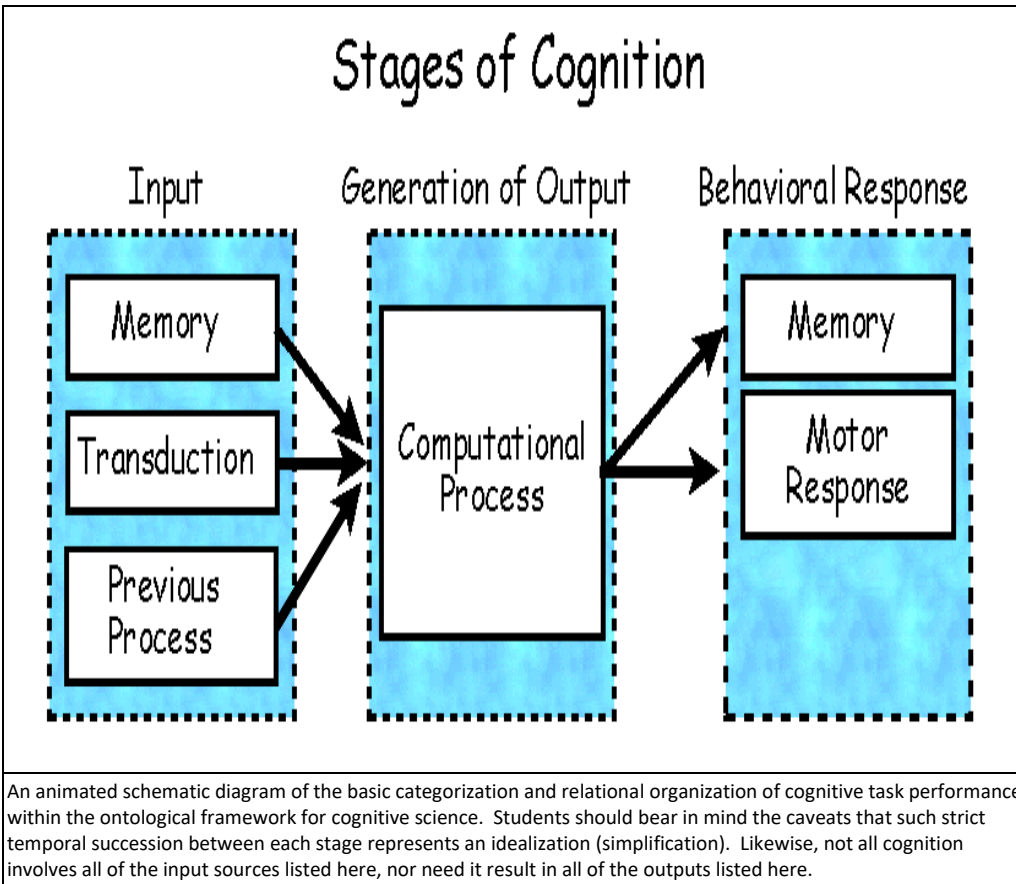 Stages of Cognition
Input
Generation of Output
Behavioral Response
Memory
Transduction
Previous
Process
Computational
Process
Memory
Motor
Response
An animated schematic diagram of the basic categorization and relational organization of cognitive task performance
within the ontological framework for cognitive science. Students should bear in mind the caveats that such strict
temporal succession between each stage represents an idealization (simplification). Likewise, not all cognition
involves all of the input sources listed here, nor need it result in all of the outputs listed here.